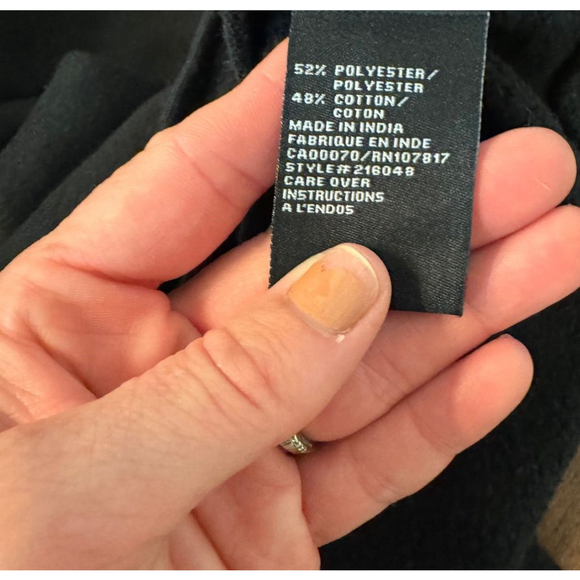 52% POLYESTER/
POLYESTER
48% COTTON/
COTON
MADE IN INDIA
FABRIQUE EN INDE
CA00070/RN107817
STYLE# 216048
CARE OVER
INSTRUCTIONS
A L'ENDOS